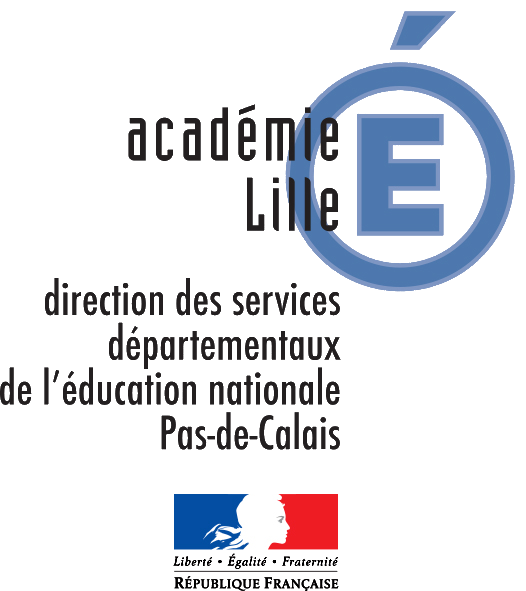 académie
Lille
É
direction des services
départementaux
de l'éducation nationale
Pas-de-Calais
Liberté • Égalité • Fraternité
RÉPUBLIQUE FRANÇAISE